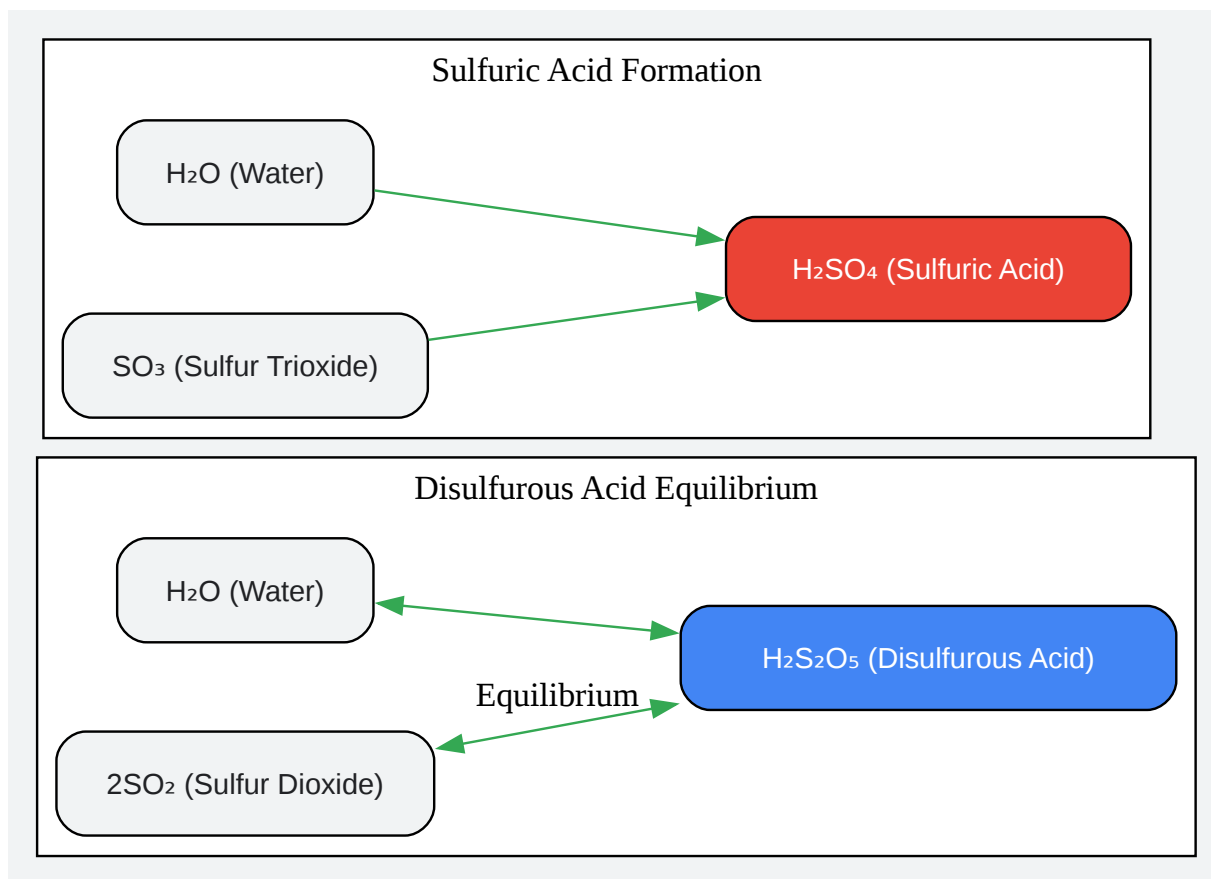 Sulfuric Acid Formation
H₂O (Water)
H₂SO₄ (Sulfuric Acid)
SO₃ (Sulfur Trioxide)
Disulfurous Acid Equilibrium
H₂O (Water)
H₂S₂O₅ (Disulfurous Acid)
Equilibrium
2SO₂ (Sulfur Dioxide)